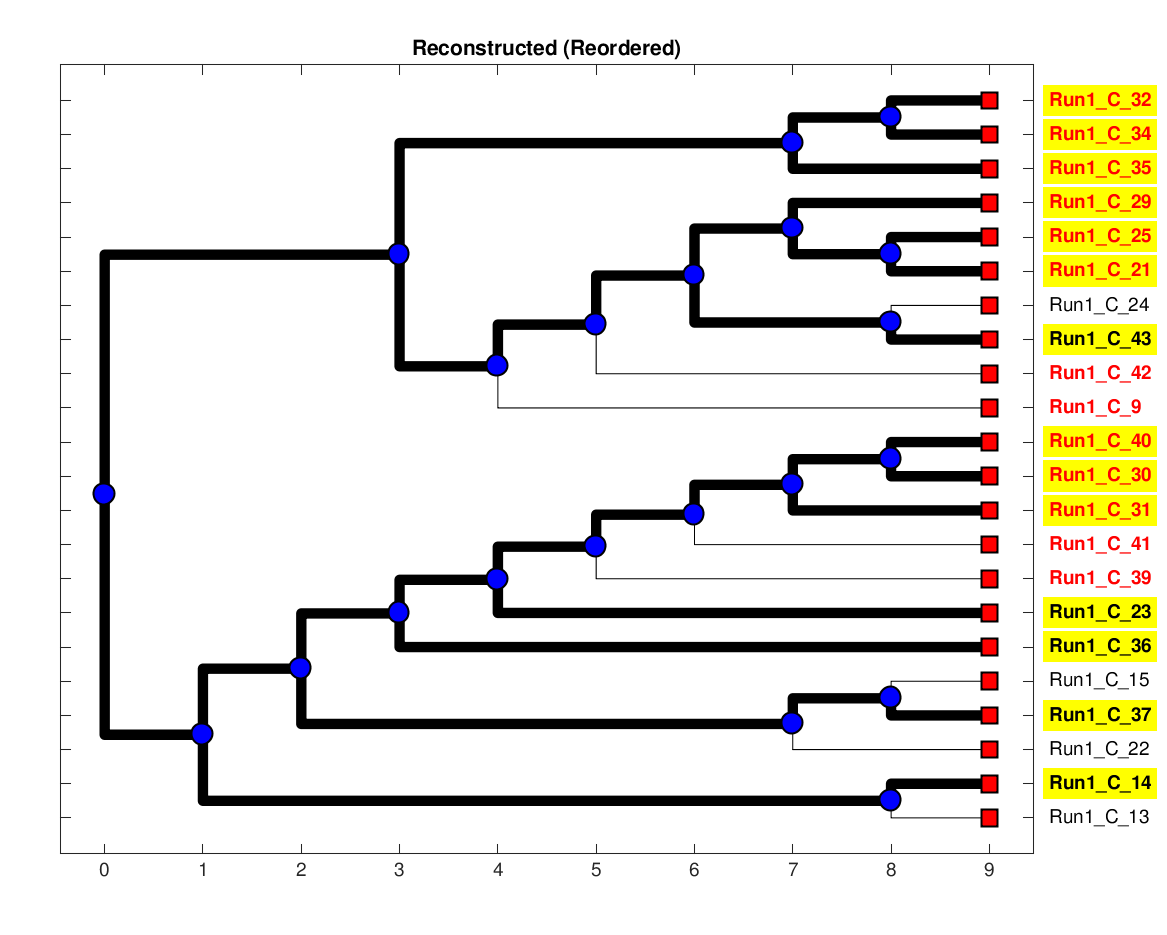 Reconstructed (Reordered)
Run1_C_32
Run1_C_34
Run1_C_35
Run1_C_29
Run1_C_25
Run1_C_21
Run1_C_24
Run1_C_43
Run1_C_42
Run1_C_9
Run1_C_40
Run1_C_30
Run1_C_31
Run1_C_41
Run1_C_39
Run1_C_23
Run1_C_36
Run1_C_15
Run1_C_37
Run1_C_22
Run1_C_14
Run1_C_13
0 1 2 3 4 5 6 7 8 9